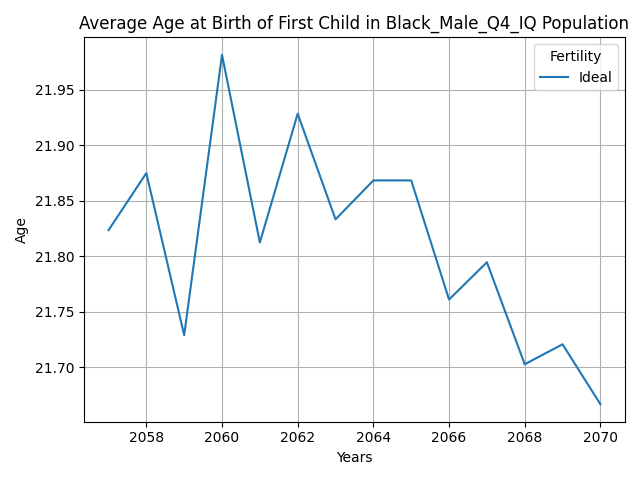 Average Age at Birth of First Child in Black_Male_Q4_IQ Population
Fertility
Ideal
21.95
21.90
21.85
21.80
21.75
21.70
Age
2058 2060 2062 2064 2066 2068 2070
Years